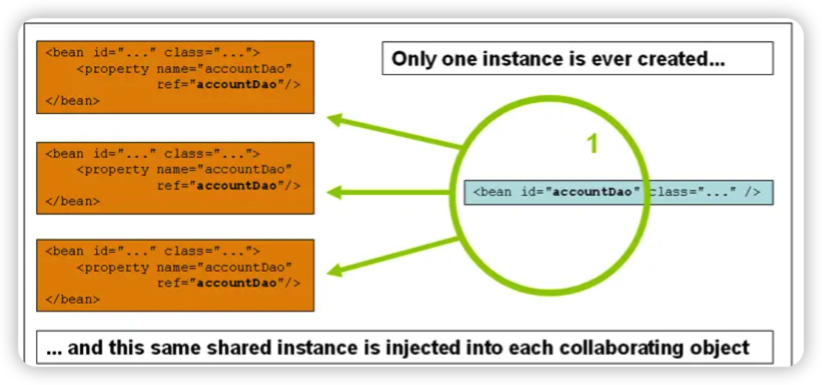 <bean id="..." class="...">
<property name="accountDao"
ref="accountDao"/>
</bean>
Only one instance is ever created...
1
<bean id="..." class="...">
<property name="accountDao"
ref="accountDao"/>
</bean>
<bean id="accountDao" class="..." />
<bean id="..." class="...">
<property name="accountDao"
ref="accountDao"/>
</bean>
... and this same shared instance is injected into each collaborating object